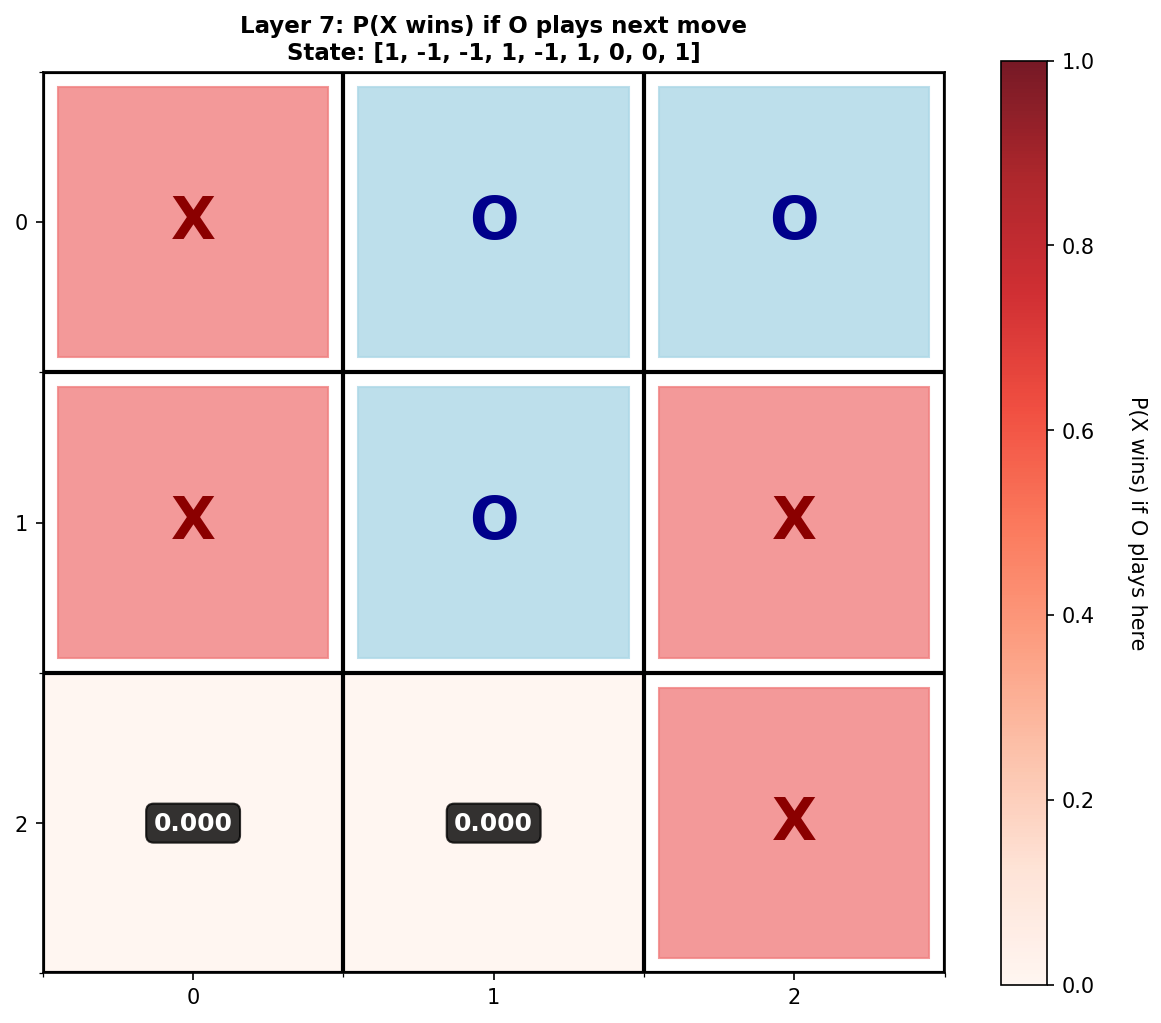 Layer 7: P(X wins) if O plays next move
State: [1, -1, -1, 1, -1, 1, 0, 0, 1]
0
X
O
O
1
X
O
X
2
0.000
0.000
X
0
1
2
1.0
0.8
0.6
0.4
0.2
0.0
P(X wins) if O plays here